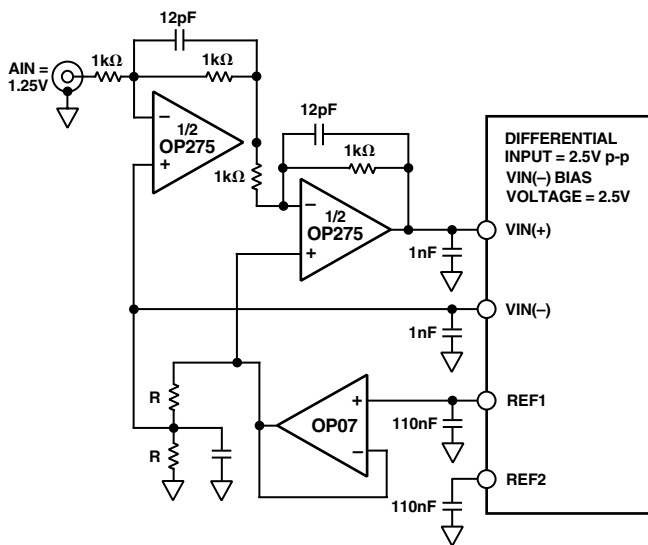 12pF
AIN =
1.25V
1kΩ
1kΩ
1/2
OP275
–
+
1kΩ
12pF
1kΩ
1/2
OP275
–
+
DIFFERENTIAL
INPUT = 2.5V p-p
VIN(–) BIAS
VOLTAGE = 2.5V
VIN(+)
1nF
VIN(–)
1nF
R
R
OP07
+
–
REF1
110nF
REF2
110nF